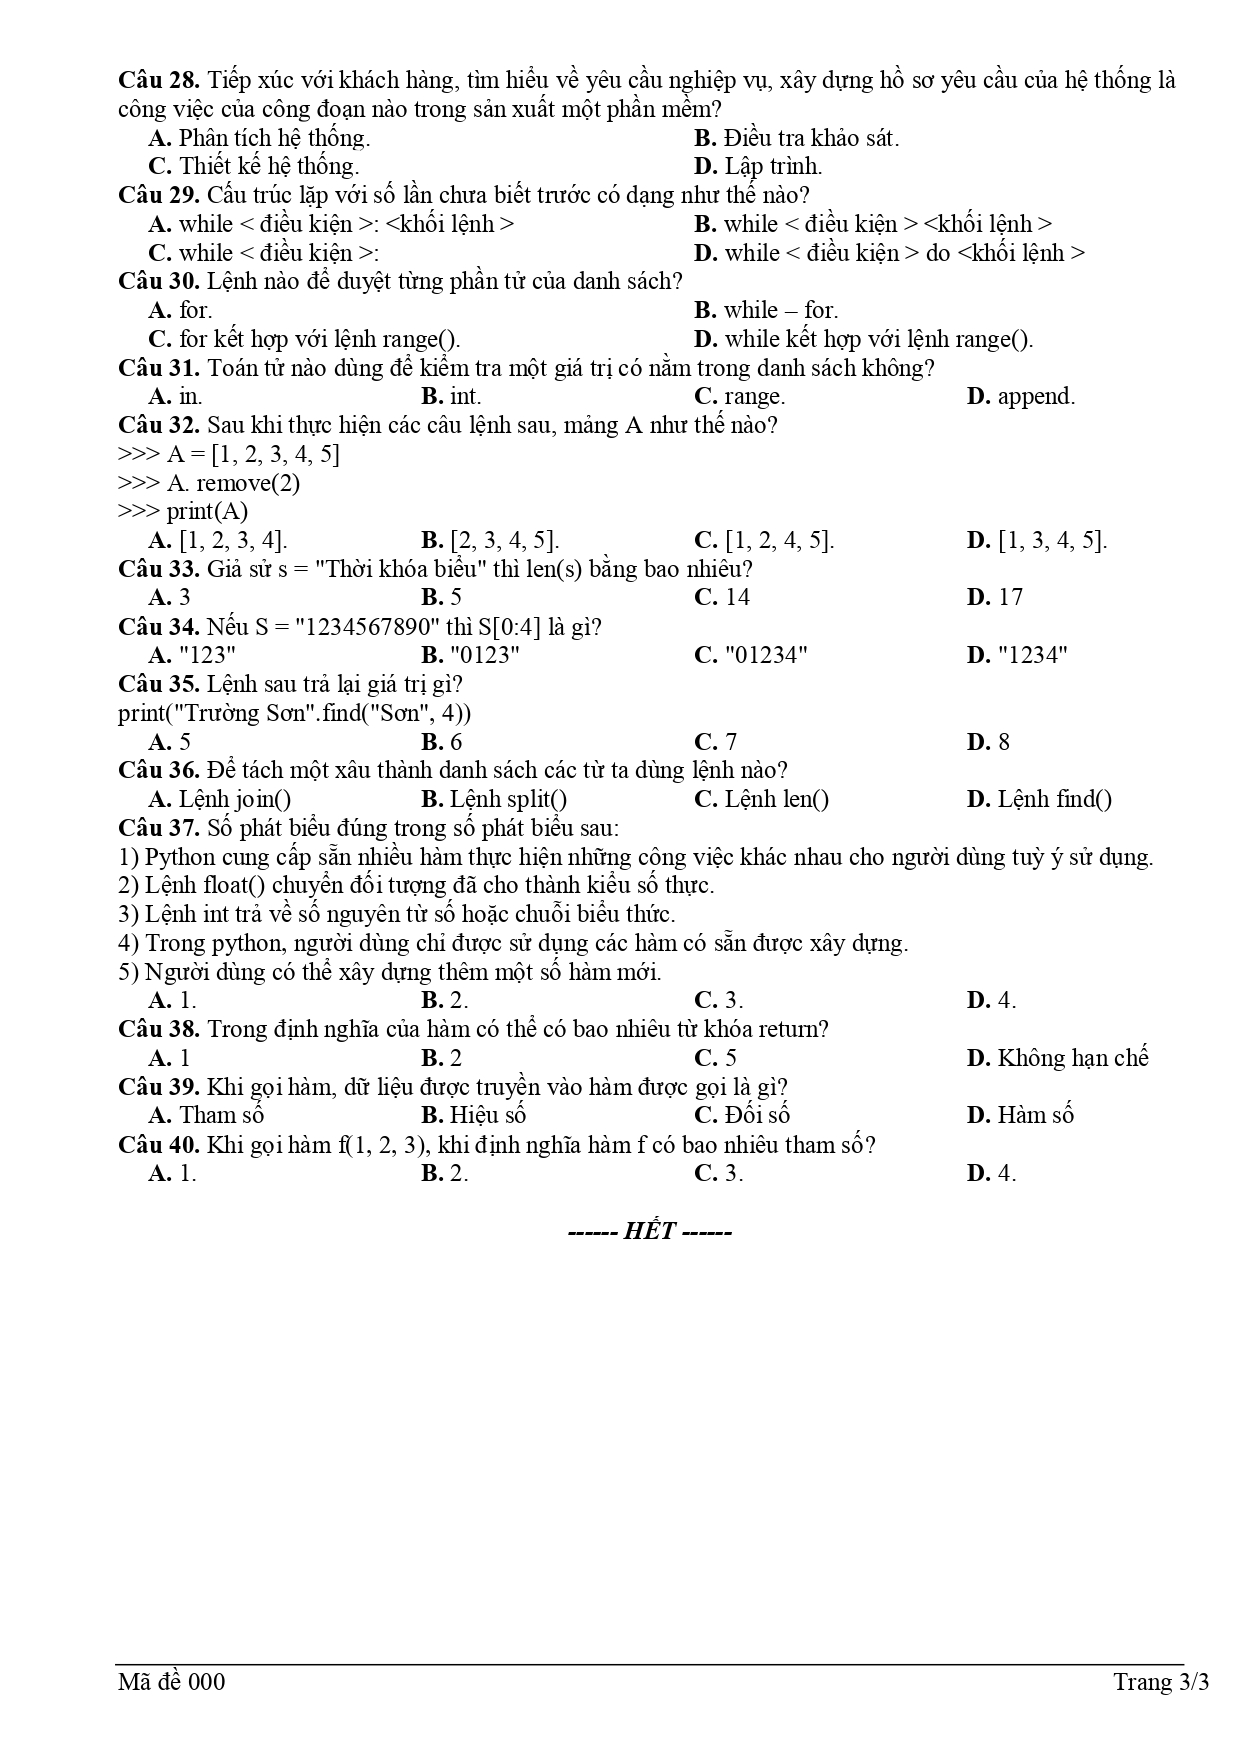 Câu 28. Tiếp xúc với khách hàng, tìm hiểu về yêu cầu nghiệp vụ, xây dựng hồ sơ yêu cầu của hệ thống là
công việc của công đoạn nào trong sản xuất một phần mềm?
A. Phân tích hệ thống. B. Điều tra khảo sát.
C. Thiết kế hệ thống. D. Lập trình.
Câu 29. Cấu trúc lặp với số lần chưa biết trước có dạng như thế nào?
A. while < điều kiện >: <khối lệnh > B. while < điều kiện > <khối lệnh >
C. while < điều kiện >: D. while < điều kiện > do <khối lệnh >
Câu 30. Lệnh nào để duyệt từng phần tử của danh sách?
A. for. B. while – for.
C. for kết hợp với lệnh range(). D. while kết hợp với lệnh range().
Câu 31. Toán tử nào dùng để kiểm tra một giá trị có nằm trong danh sách không?
A. in. B. int. C. range. D. append.
Câu 32. Sau khi thực hiện các câu lệnh sau, mảng A như thế nào?
>>> A = [1, 2, 3, 4, 5]
>>> A. remove(2)
>>> print(A)
A. [1, 2, 3, 4]. B. [2, 3, 4, 5]. C. [1, 2, 4, 5]. D. [1, 3, 4, 5].
Câu 33. Giả sử s = "Thời khóa biểu" thì len(s) bằng bao nhiêu?
A. 3 B. 5 C. 14 D. 17
Câu 34. Nếu S = "1234567890" thì S[0:4] là gì?
A. "123" B. "0123" C. "01234" D. "1234"
Câu 35. Lệnh sau trả lại giá trị gì?
print("Trường Sơn".find("Sơn", 4))
A. 5 B. 6 C. 7 D. 8
Câu 36. Để tách một xâu thành danh sách các từ ta dùng lệnh nào?
A. Lệnh join() B. Lệnh split() C. Lệnh len() D. Lệnh find()
Câu 37. Số phát biểu đúng trong số phát biểu sau:
1) Python cung cấp sẵn nhiều hàm thực hiện những công việc khác nhau cho người dùng tuỳ ý sử dụng.
2) Lệnh float() chuyển đối tượng đã cho thành kiểu số thực.
3) Lệnh int trả về số nguyên từ số hoặc chuỗi biểu thức.
4) Trong python, người dùng chỉ được sử dụng các hàm có sẵn được xây dựng.
5) Người dùng có thể xây dựng thêm một số hàm mới.
A. 1. B. 2. C. 3. D. 4.
Câu 38. Trong định nghĩa của hàm có thể có bao nhiêu từ khóa return?
A. 1 B. 2 C. 5 D. Không hạn chế
Câu 39. Khi gọi hàm, dữ liệu được truyền vào hàm được gọi là gì?
A. Tham số B. Hiệu số C. Đối số D. Hàm số
Câu 40. Khi gọi hàm f(1, 2, 3), khi định nghĩa hàm f có bao nhiêu tham số?
A. 1. B. 2. C. 3. D. 4.
------ HẾT ------
Mã đề 000 Trang 3/3